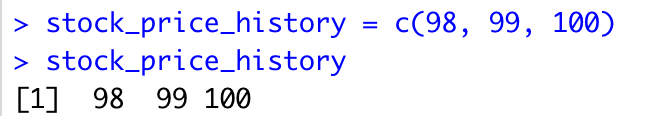 > stock_price_history = c(98, 99, 100)
> stock_price_history
[1]  98  99 100